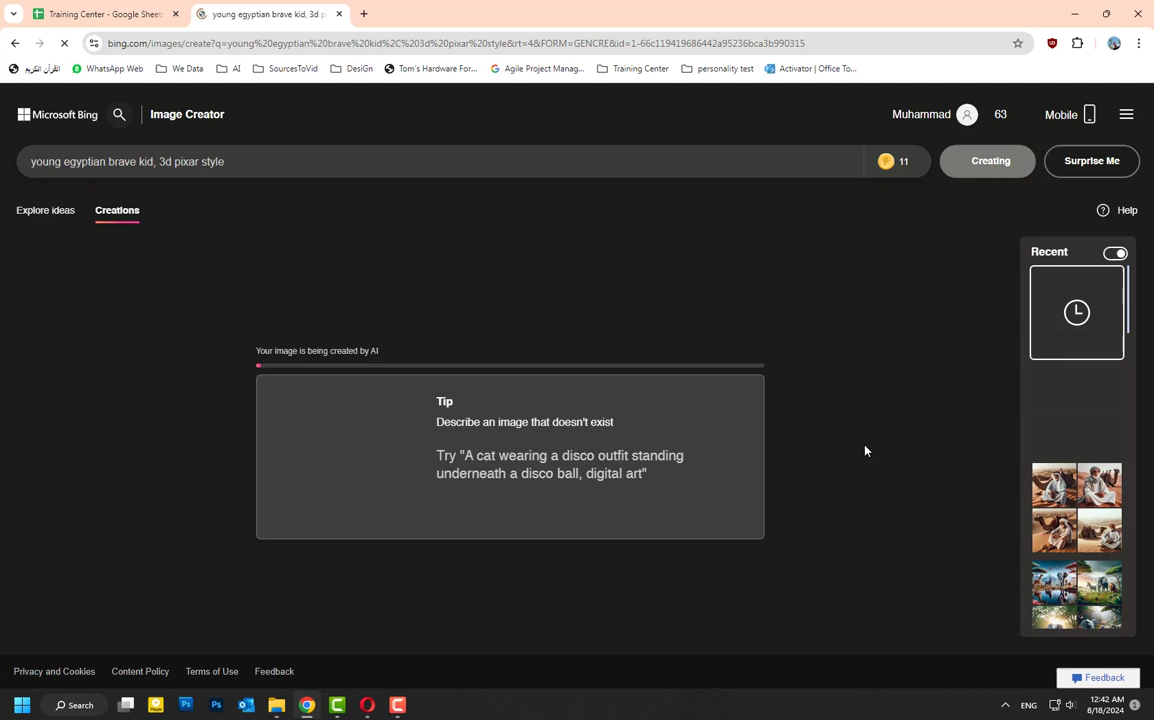 Training Center - Google Sheet
young egyptian brave kid, 3d p
bing.com/images/create?q=young%20egyptian%20brave%20kid%2C%203d%20pixar%20style&rt=4&FORM=GENCRE&id=1-66c119419686442a95236bca3b990315
القرآن الكريم
WhatsApp Web
We Data
AI
SourcesToVid
DesiGn
Tom's Hardware For...
Agile Project Manag...
Training Center
personality test
Activator | Office To...
Microsoft Bing
Image Creator
Muhammad
63
Mobile
young egyptian brave kid, 3d pixar style
11
Creating
Surprise Me
Explore ideas
Creations
Help
Recent
Your image is being created by AI
Tip
Describe an image that doesn't exist
Try "A cat wearing a disco outfit standing
underneath a disco ball, digital art"
Privacy and Cookies
Content Policy
Terms of Use
Feedback
Feedback
Search
ENG
12:42 AM
8/18/2024
1